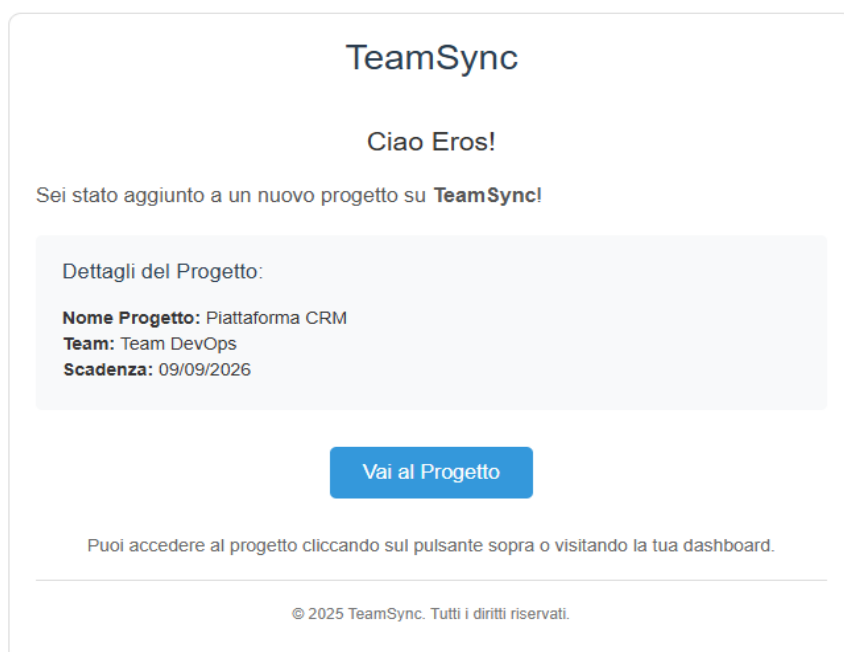 TeamSync
Ciao Eros!
Sei stato aggiunto a un nuovo progetto su TeamSync!
Dettagli del Progetto:
Nome Progetto: Piattaforma CRM
Team: Team DevOps
Scadenza: 09/09/2026
Vai al Progetto
Puoi accedere al progetto cliccando sul pulsante sopra o visitando la tua dashboard.
© 2025 TeamSync. Tutti i diritti riservati.